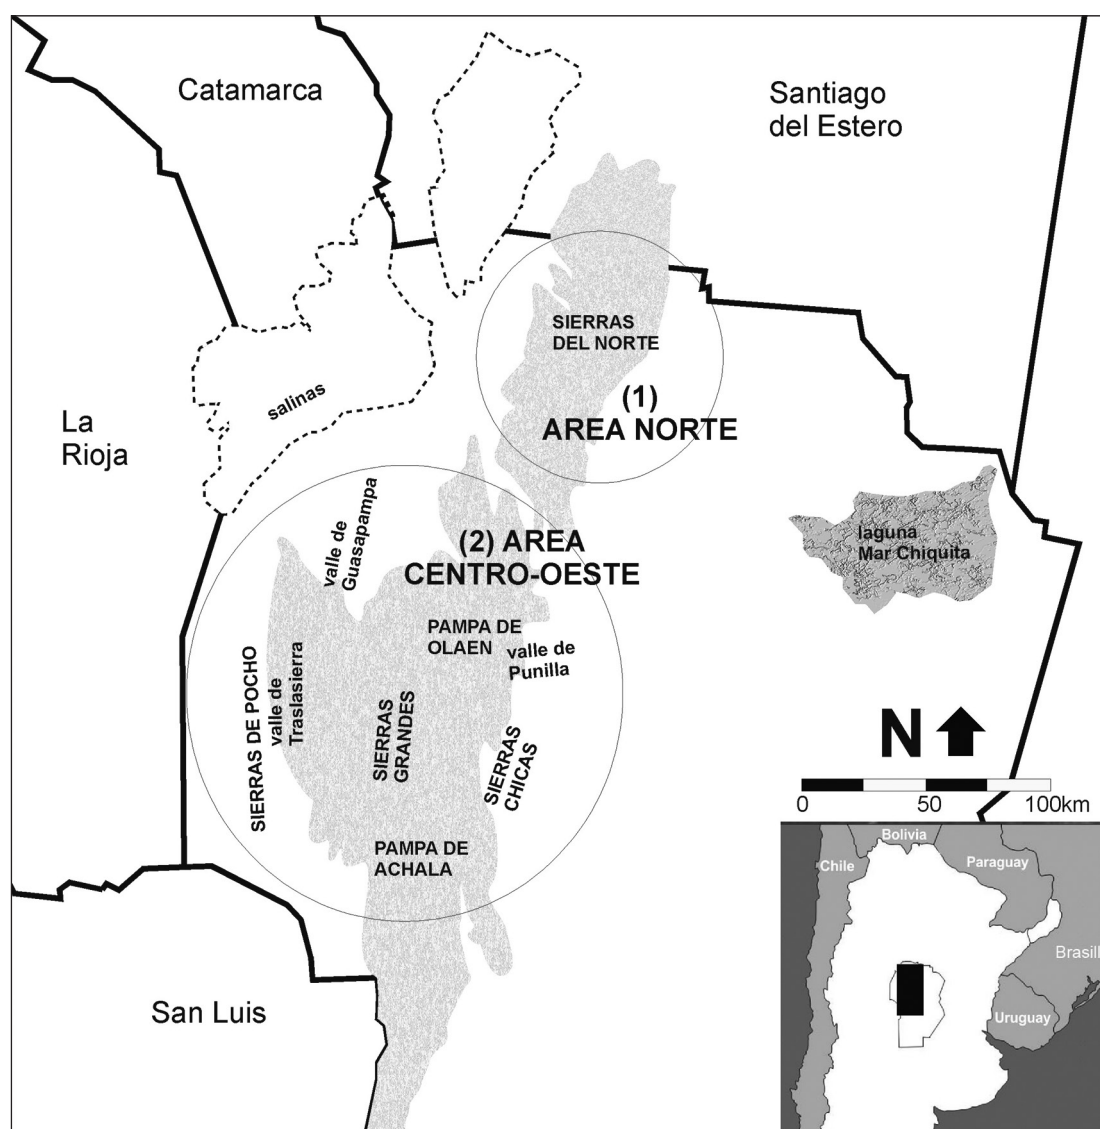 Catamarca
Santiago
del Estero
SIERRAS
DEL NORTE
(1)
AREA NORTE
salinas
La
Rioja
valle de
Guasapampa
(2) AREA
CENTRO-OESTE
laguna
Mar Chiquita
PAMPA DE
OLAEN
valle de
Punilla
SIERRAS DE POCHO
valle de
Traslasierra
SIERRAS
GRANDES
SIERRAS
CHICAS
N
0 50 100km
PAMPA DE
ACHALA
San Luis
Bolivia
Chile
Paraguay
Brasill
Uruguay